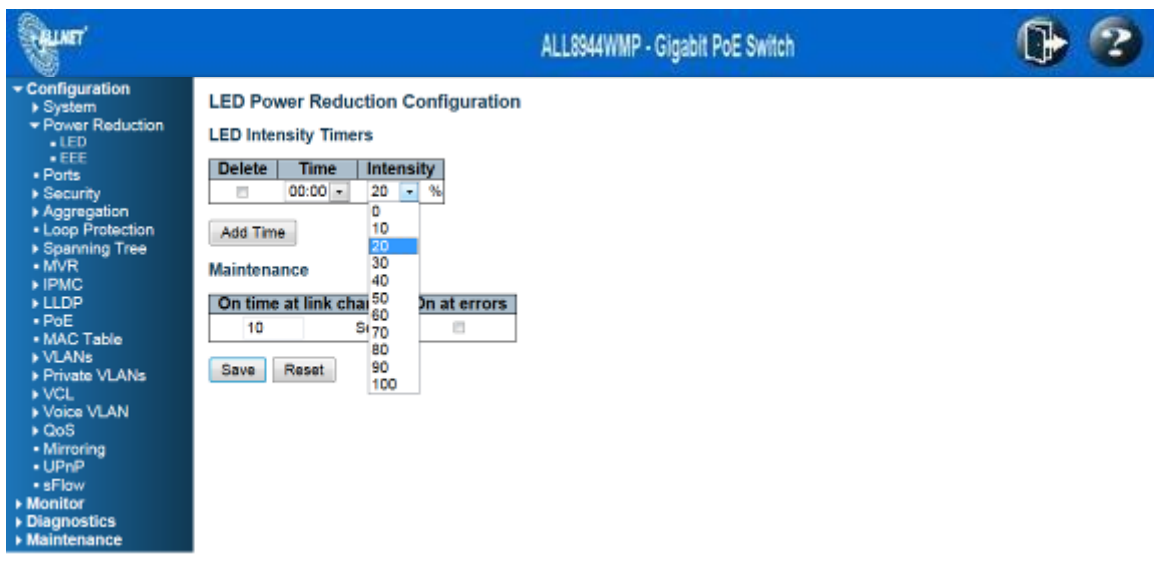 ALLNET
ALL8944WMP - Gigabit PoE Switch
?
Configuration
System
Power Reduction
LED
EEE
Ports
Security
Aggregation
Loop Protection
Spanning Tree
MVR
IPMC
LLDP
PoE
MAC Table
VLANs
Private VLANs
VCL
Voice VLAN
QoS
Mirroring
UPnP
sFlow
Monitor
Diagnostics
Maintenance
LED Power Reduction Configuration
LED Intensity Timers
Delete Time Intensity
00:00 20 %
0
10
20
30
40
50
60
70
80
90
100
Add Time
Maintenance
On time at link On at errors
10
Save Reset